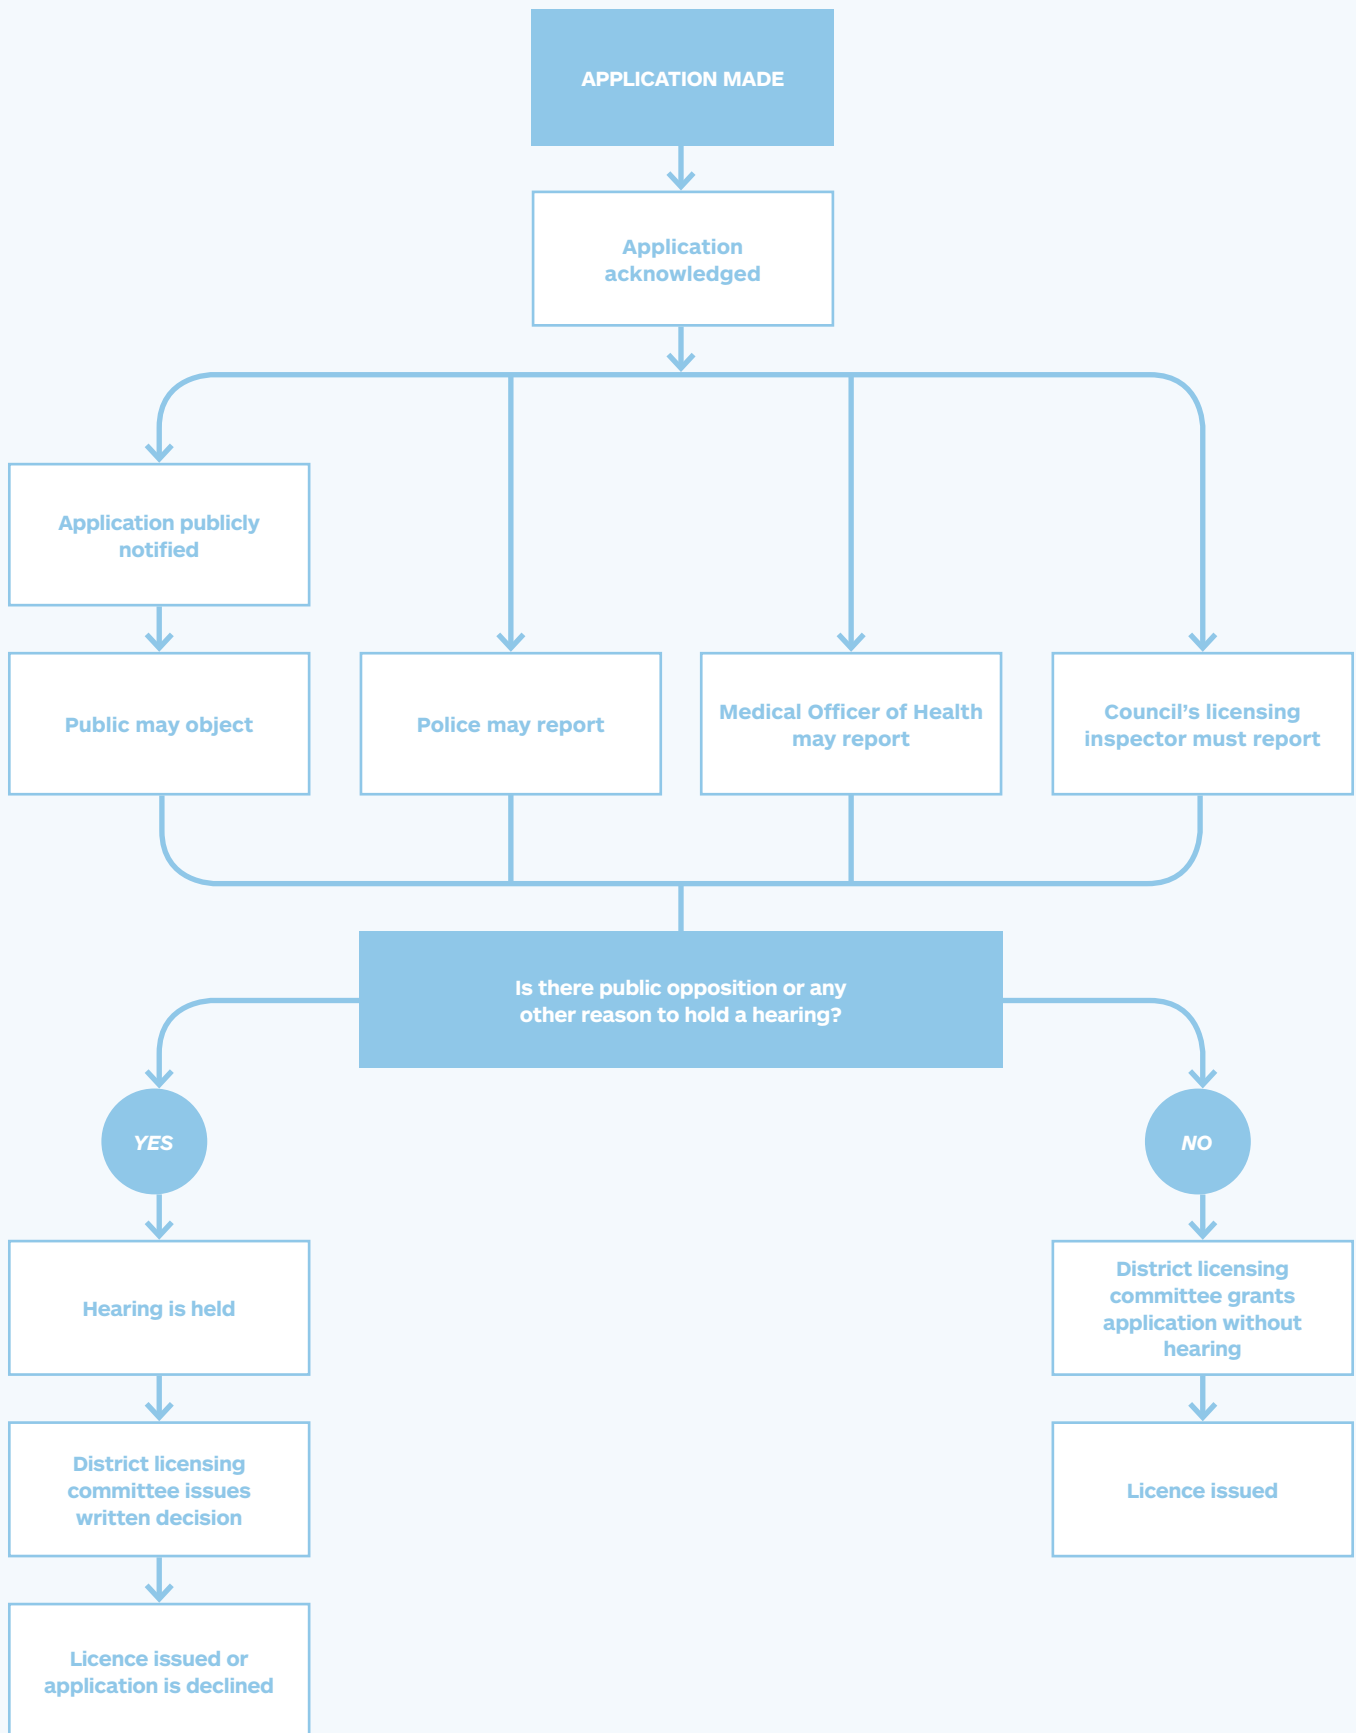 APPLICATION MADE
Application
acknowledged
Application publicly
notified
Public may object
Police may report
Medical Officer of Health
may report
Council’s licensing
inspector must report
Is there public opposition or any
other reason to hold a hearing?
YES
NO
Hearing is held
District licensing
committee grants
application without
hearing
District licensing
committee issues
written decision
Licence issued
Licence issued or
application is declined